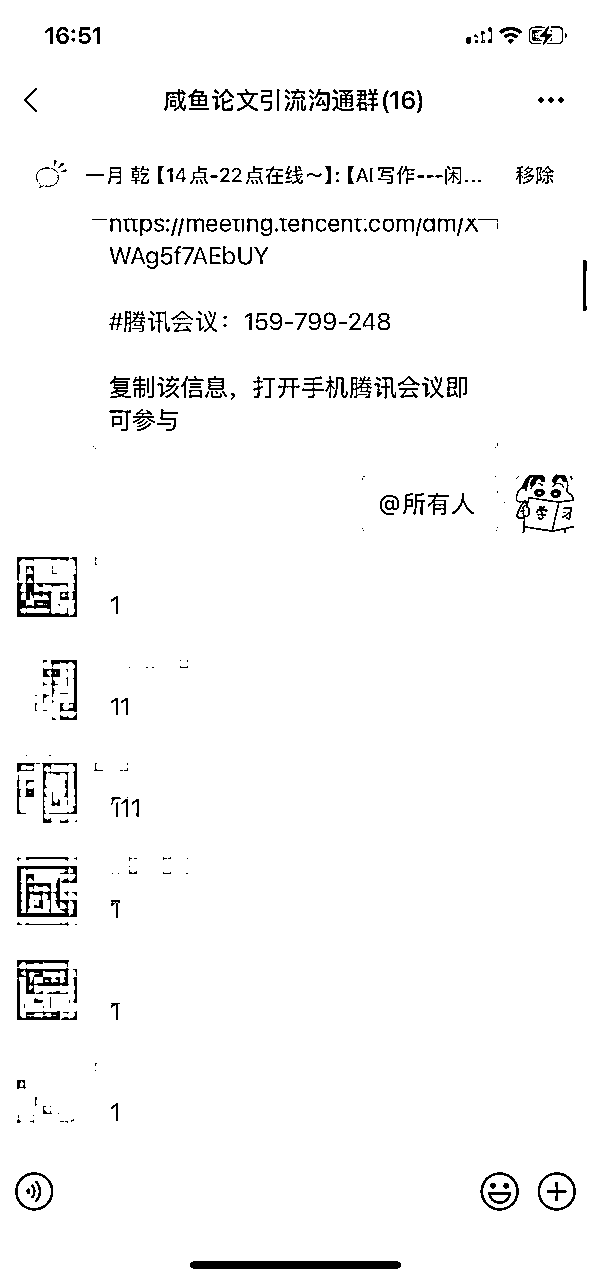 16:51
咸鱼论文引流沟通群(16)
一月 乾【14点-22点在线~】:【AI写作---闲... 移除
https://meeting.tencent.com/dm/X
WAg5f7AEbUY
#腾讯会议：159-799-248
复制该信息，打开手机腾讯会议即
可参与
@所有人
学习
1
11
111
1
1
1